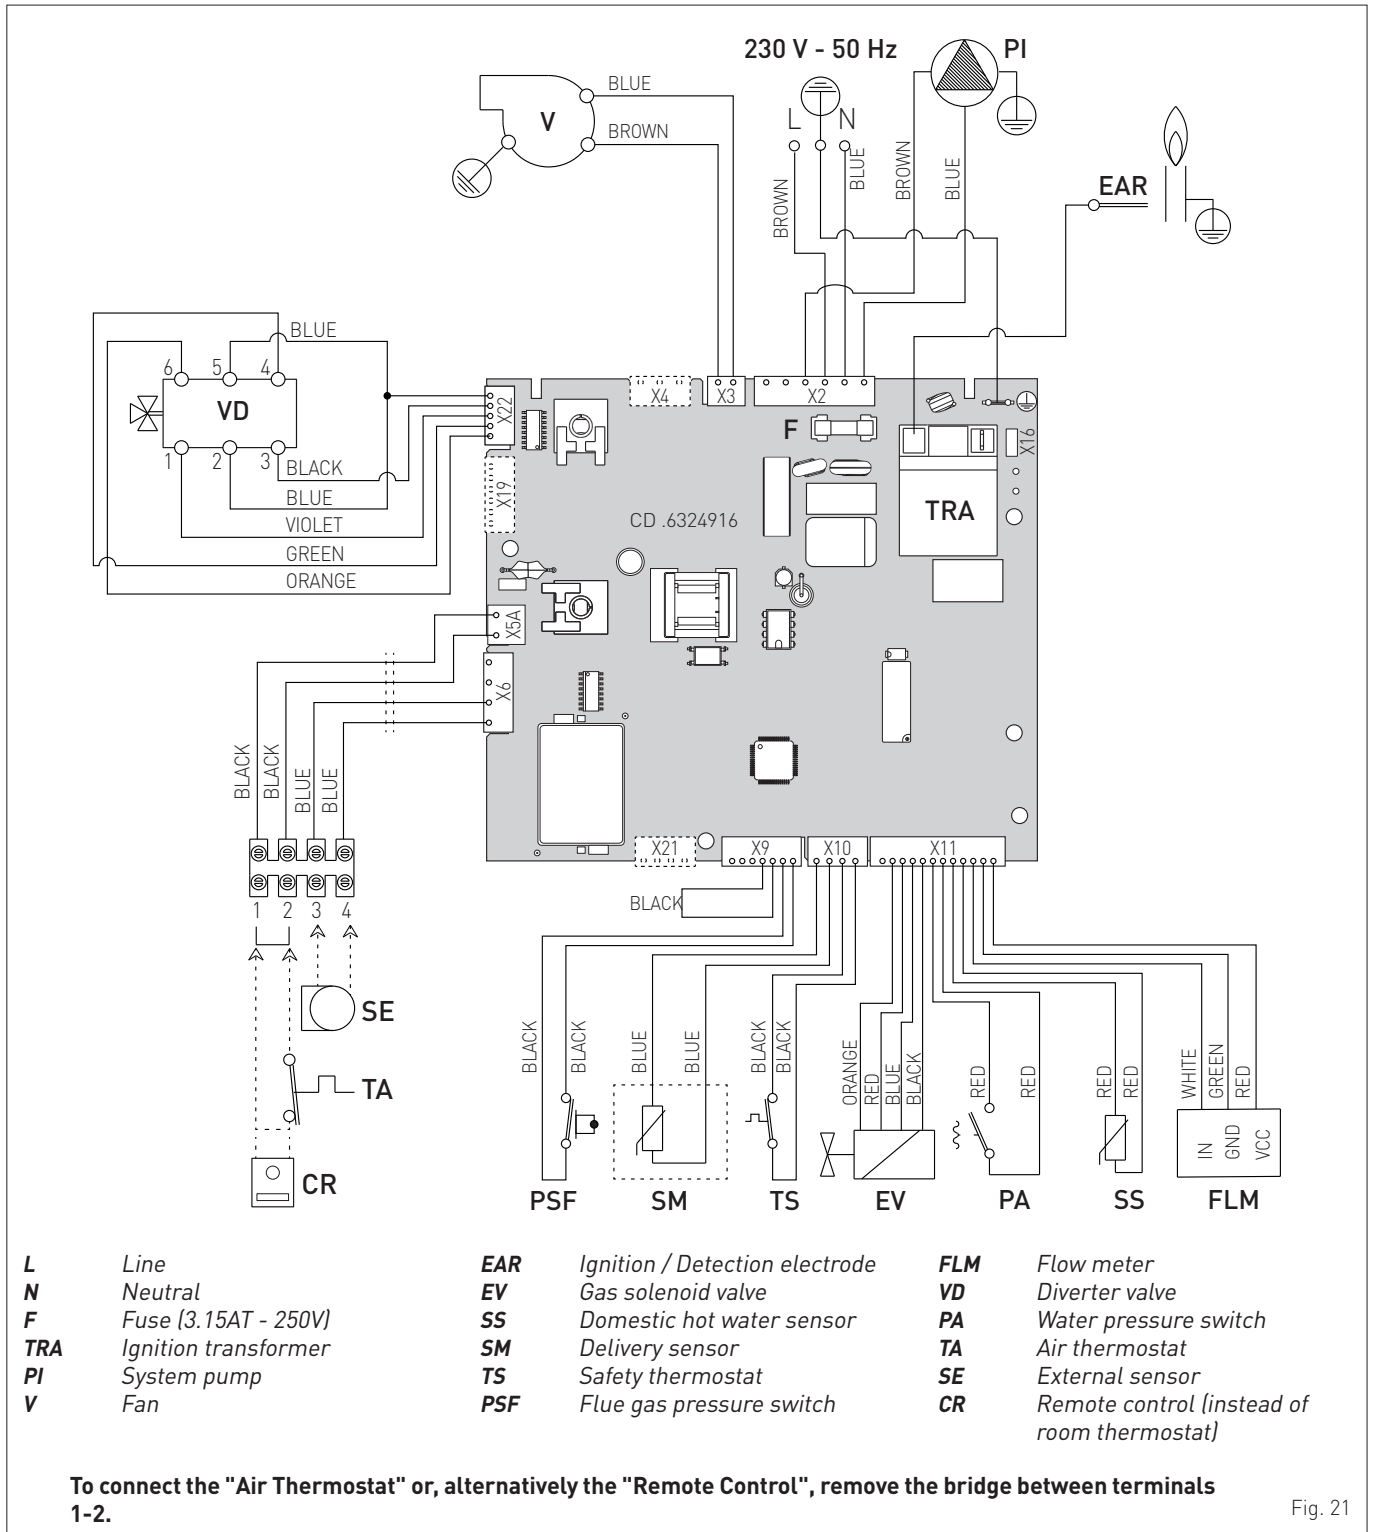 230 V - 50 Hz
PI
BLUE
V
BROWN
L
N
BROWN
BLUE
BROWN
BLUE
EAR
BLUE
6
5
4
VD
1
2
3
BLACK
BLUE
VIOLET
GREEN
ORANGE
X22
X4
X3
X2
F
X16
X19
CD .6324916
TRA
X5A
X6
BLACK
BLACK
BLUE
BLUE
X21
X9
X10
X11
BLACK
1
2
3
4
SE
TA
CR
BLACK
BLACK
BLUE
BLUE
BLACK
BLACK
ORANGE
RED
BLUE
BLACK
RED
RED
RED
RED
WHITE
GREEN
RED
IN
GND
VCC
PSF
SM
TS
EV
PA
SS
FLM
L Line
N Neutral
F Fuse (3.15AT - 250V)
TRA Ignition transformer
PI System pump
V Fan
EAR Ignition / Detection electrode
EV Gas solenoid valve
SS Domestic hot water sensor
SM Delivery sensor
TS Safety thermostat
PSF Flue gas pressure switch
FLM Flow meter
VD Diverter valve
PA Water pressure switch
TA Air thermostat
SE External sensor
CR Remote control (instead of
room thermostat)
To connect the "Air Thermostat" or, alternatively the "Remote Control", remove the bridge between terminals
1-2.
Fig. 21